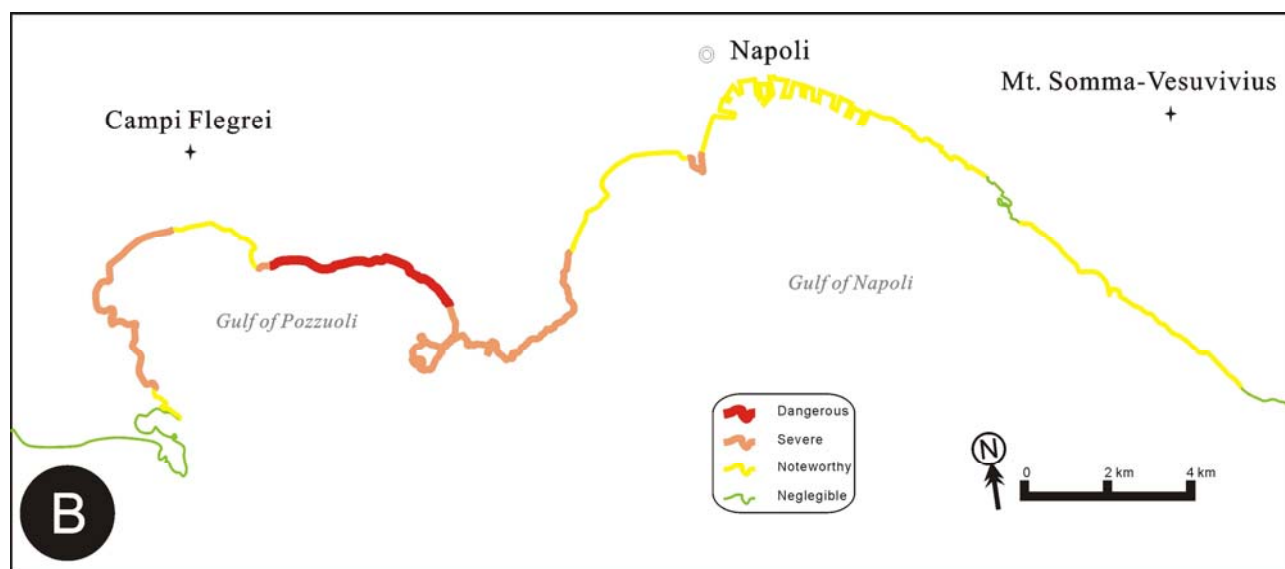 Napoli
Mt. Somma-Vesuvivius
Campi Flegrei
Gulf of Napoli
Gulf of Pozzuoli
Dangerous
Severe
Noteworthy
Neglegible
N
0 2 km 4 km
B